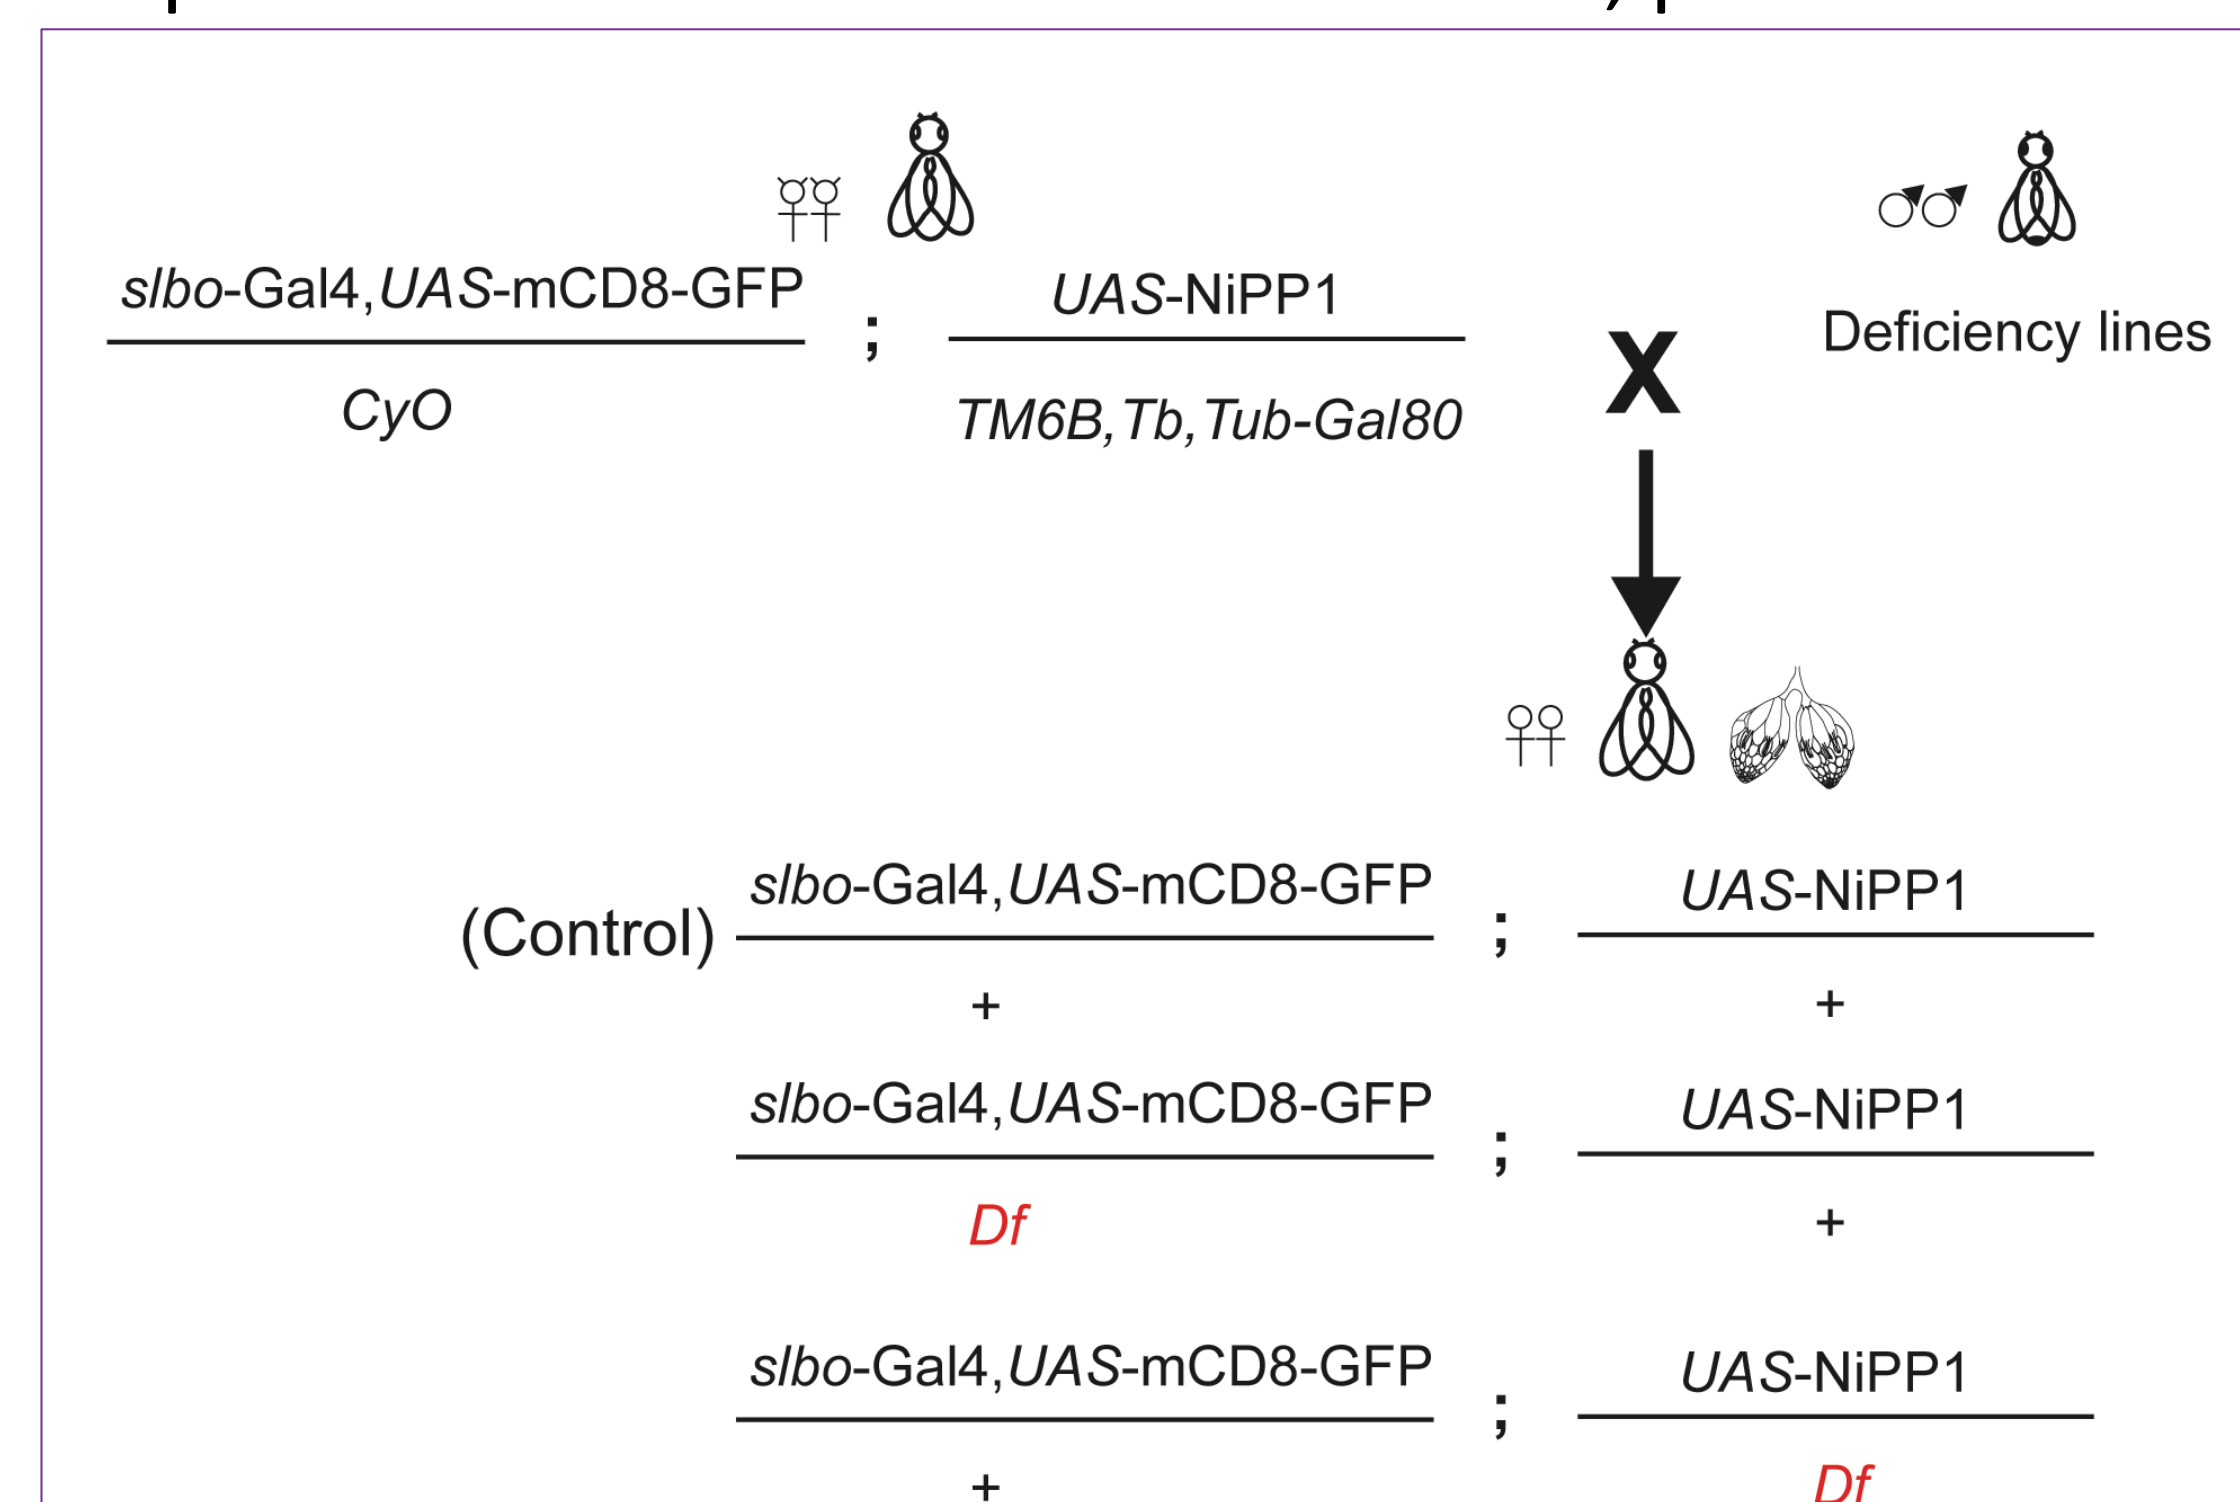 slbo-Gal4,UAS-mCD8-GFP ; UAS-NiPP1
CyO TM6B,Tb,Tub-Gal80
X Deficiency lines
(Control) slbo-Gal4,UAS-mCD8-GFP ; UAS-NiPP1
+ +
slbo-Gal4,UAS-mCD8-GFP ; UAS-NiPP1
Df +
slbo-Gal4,UAS-mCD8-GFP ; UAS-NiPP1
+ Df